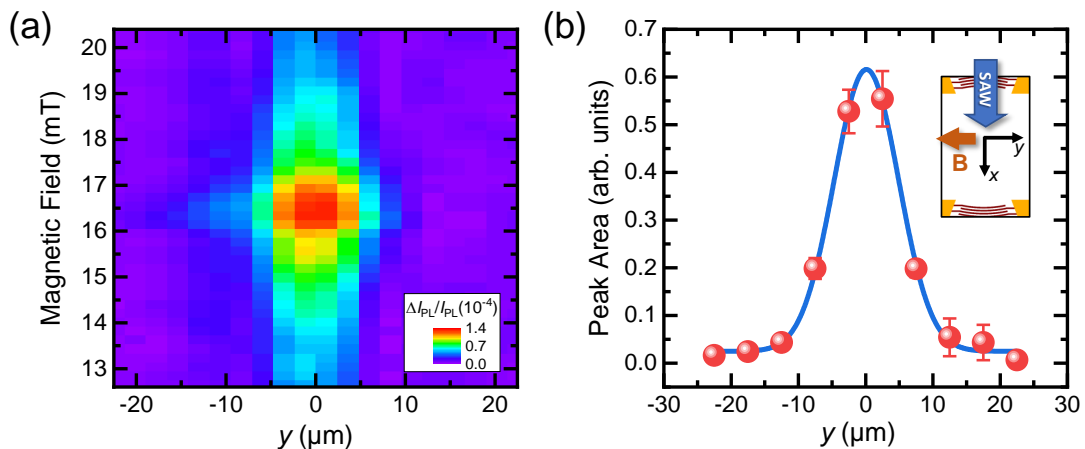 (a)
Magnetic Field (mT)
20
19
18
17
16
15
14
13
-20
-10
0
10
20
y (µm)
ΔI_PL/I_PL(10⁻⁴)
1.4
0.7
0.0
(b)
Peak Area (arb. units)
0.7
0.6
0.5
0.4
0.3
0.2
0.1
0.0
-30
-20
-10
0
10
20
30
y (µm)
SAW
B
y
x